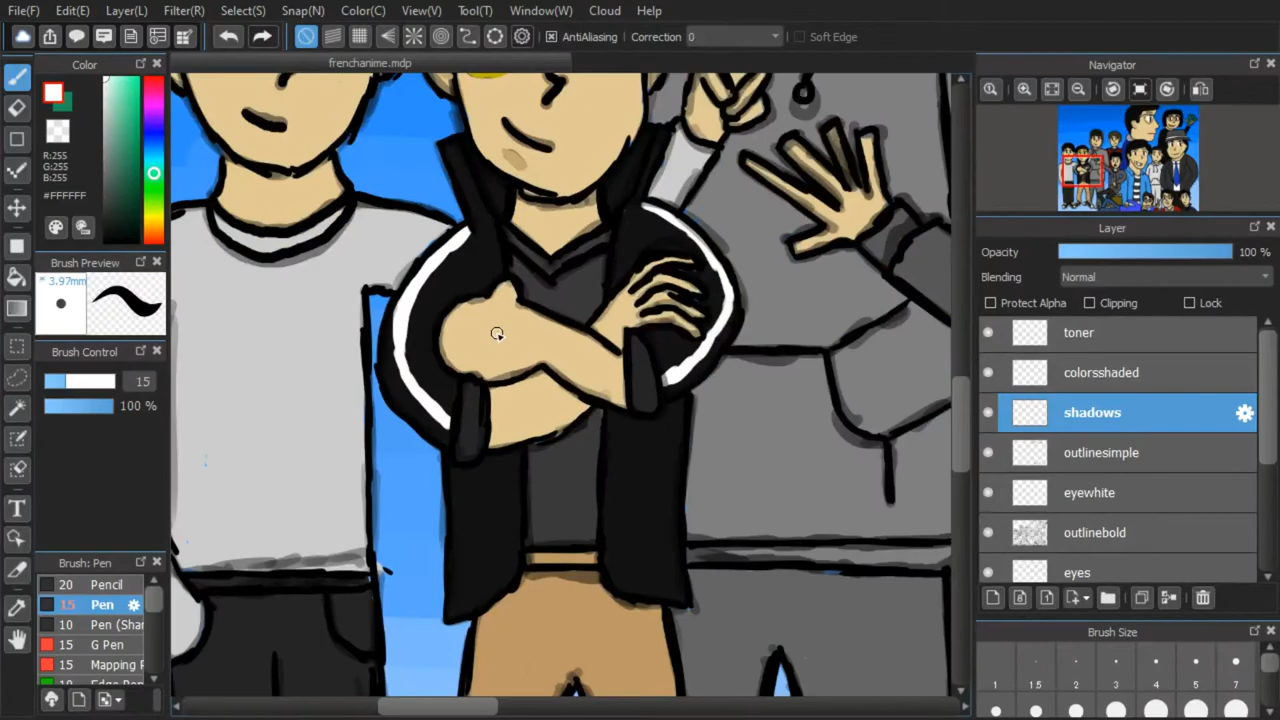 File(F) Edit(E) Layer(L) Filter(R) Select(S) Snap(N) Color(C) View(V) Tool(T) Window(W) Cloud Help
AntiAliasing Correction 0 Soft Edge
frenchanime.mdp
Color
R:255
G:255
B:255
#FFFFFF
Brush Preview
* 3.97mm
Brush Control
15
100 %
Brush: Pen
20 Pencil
15 Pen
10 Pen (Shar
15 G Pen
15 Mapping P
Navigator
Layer
Opacity 100 %
Blending Normal
Protect Alpha Clipping Lock
toner
colorsshaded
shadows
outlinesimple
eyewhite
outlinebold
eyes
Brush Size
1 1.5 2 3 4 5 7